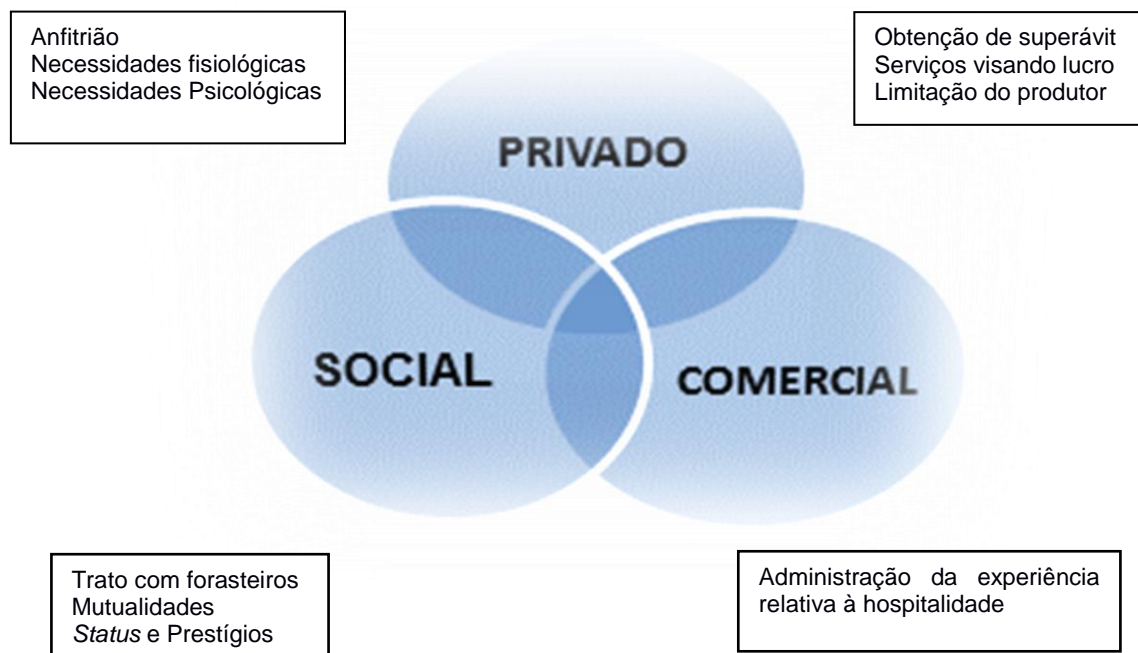 Anfitrião
Necessidades fisiológicas
Necessidades Psicológicas
Obtenção de superávit
Serviços visando lucro
Limitação do produtor
PRIVADO
SOCIAL
COMERCIAL
Trato com forasteiros
Mutualidades
Status e Prestígios
Administração da experiência
relativa à hospitalidade